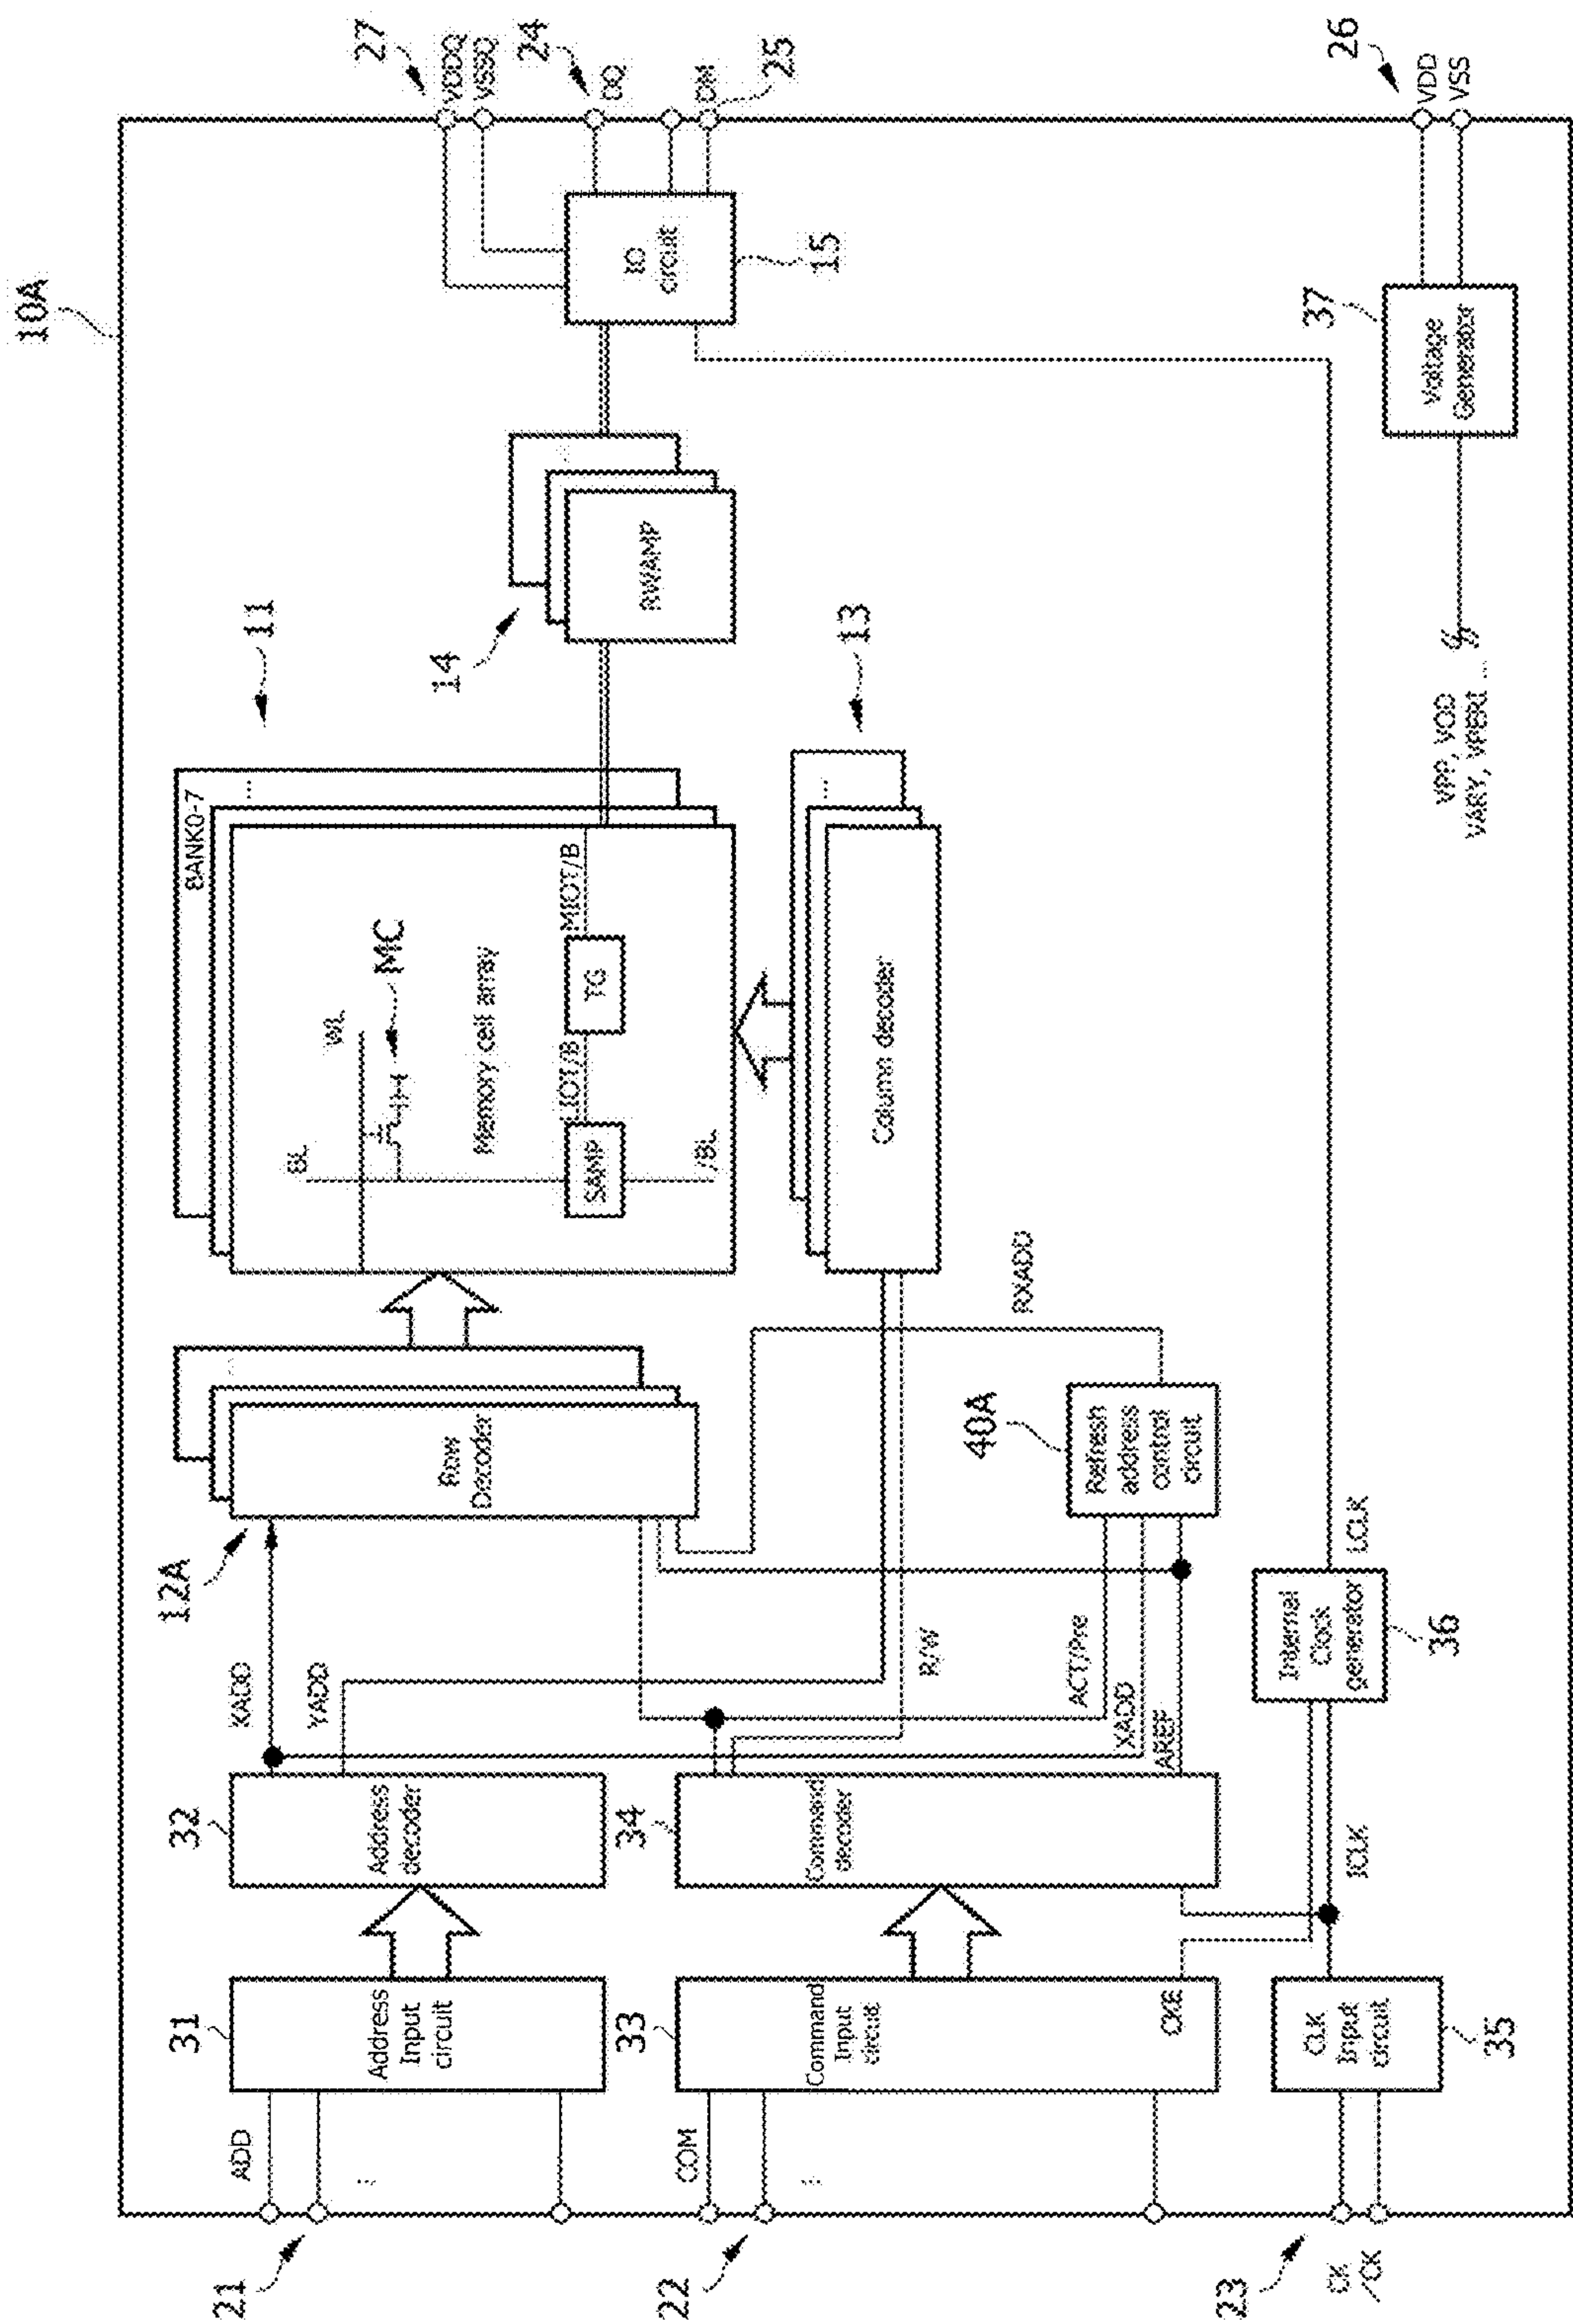 10A
27
VDDQ
VSSQ
24
DQ
DM
25
26
VDD
VSS
IO
circuit
15
37
Voltage
Generator
VPP, VOD
VARY, VPERI ...
14
RWAMP
11
BANK0-7
...
MC
WL
BL
Memory cell array
SAMP
/BL
LIOT/B
TG
MIOT/B
13
...
Column decoder
12A
Row
Decoder
RXADD
40A
Refresh
address
control
circuit
XADD
YADD
R/W
ACT/Pre
XADD
AREF
LCLK
Internal
Clock
generator
36
ICLK
32
Address
decoder
34
Command
decoder
31
Address
Input
circuit
33
Command
Input
circuit
CKE
CLK
Input
circuit
35
ADD
COM
21
22
23
CK
/CK